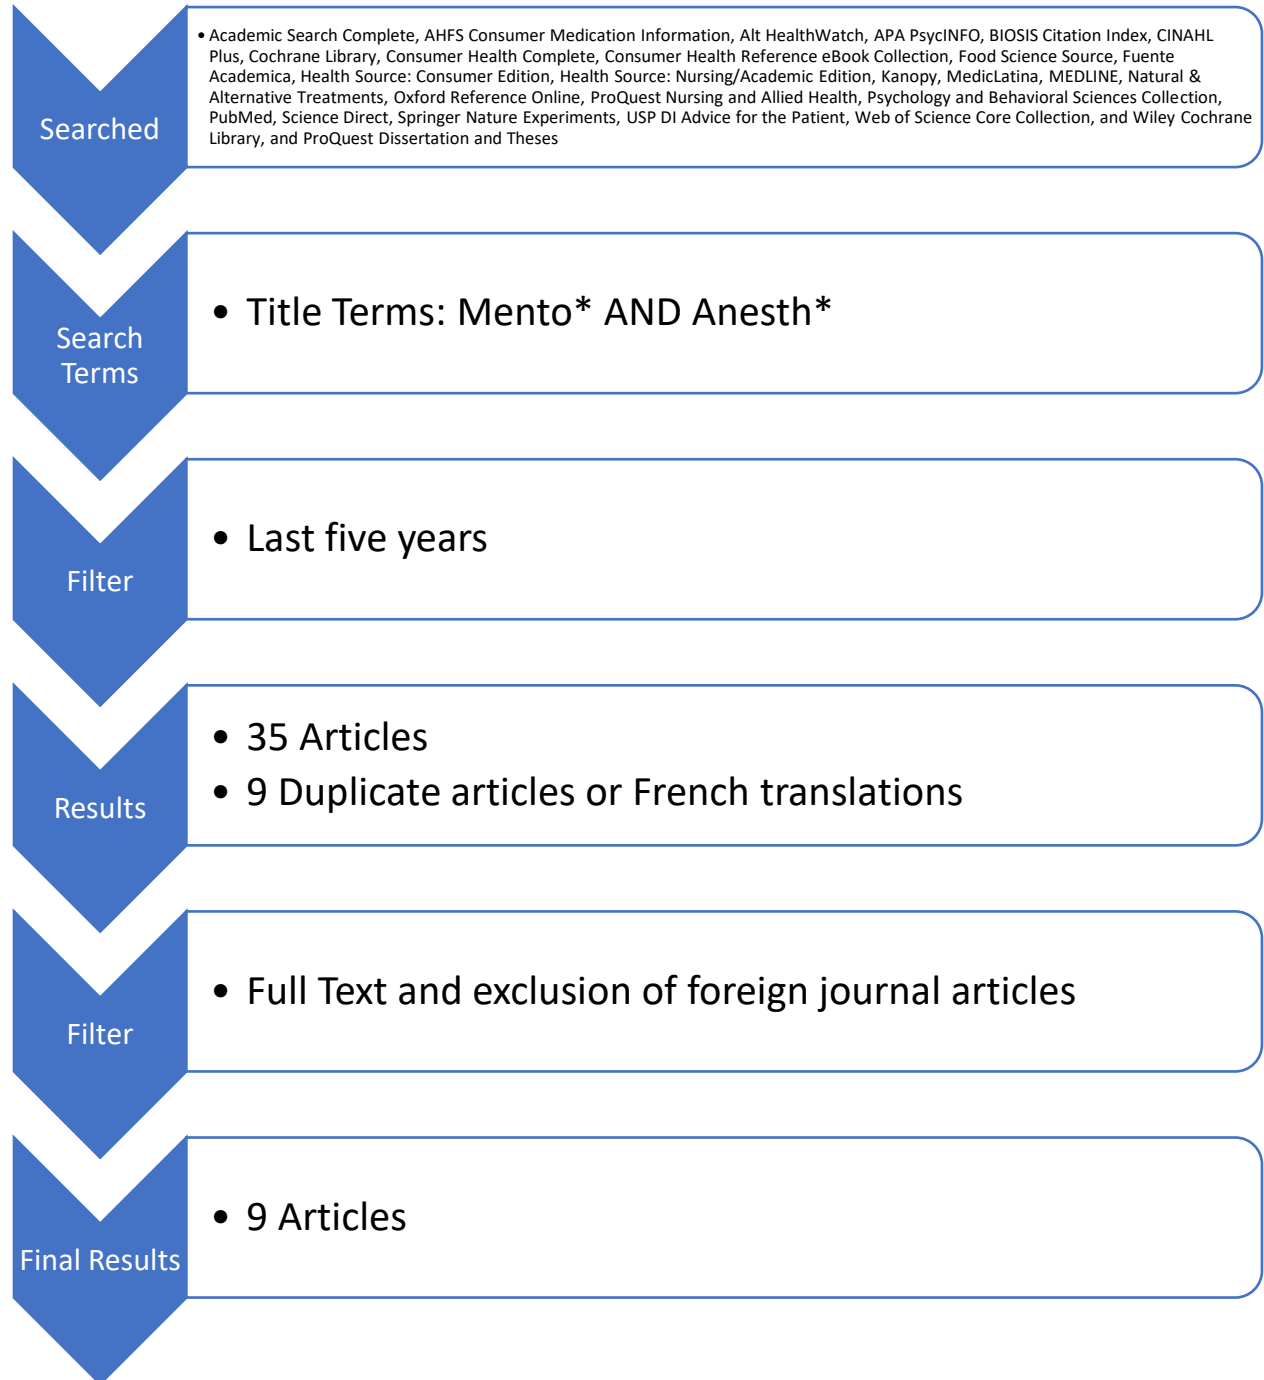 Searched
• Academic Search Complete, AHFS Consumer Medication Information, Alt HealthWatch, APA PsycINFO, BIOSIS Citation Index, CINAHL
Plus, Cochrane Library, Consumer Health Complete, Consumer Health Reference eBook Collection, Food Science Source, Fuente
Academica, Health Source: Consumer Edition, Health Source: Nursing/Academic Edition, Kanopy, MedicLatina, MEDLINE, Natural &
Alternative Treatments, Oxford Reference Online, ProQuest Nursing and Allied Health, Psychology and Behavioral Sciences Collection,
PubMed, Science Direct, Springer Nature Experiments, USP DI Advice for the Patient, Web of Science Core Collection, and Wiley Cochrane
Library, and ProQuest Dissertation and Theses
Search
Terms
• Title Terms: Mento* AND Anesth*
Filter
• Last five years
Results
• 35 Articles
• 9 Duplicate articles or French translations
Filter
• Full Text and exclusion of foreign journal articles
Final Results
• 9 Articles